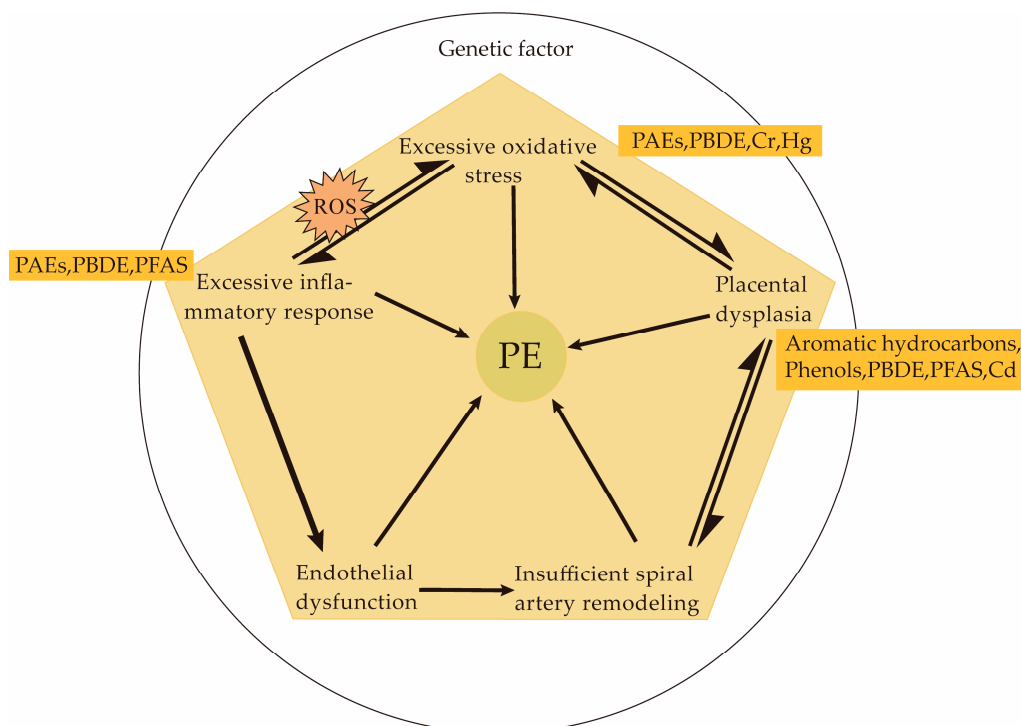 Genetic factor
Excessive oxidative
stress
PAEs,PBDE,Cr,Hg
ROS
PAEs,PBDE,PFAS
Excessive infla-
mmatory response
Placental
dysplasia
PE
Aromatic hydrocarbons,
Phenols,PBDE,PFAS,Cd
Endothelial
dysfunction
Insufficient spiral
artery remodeling